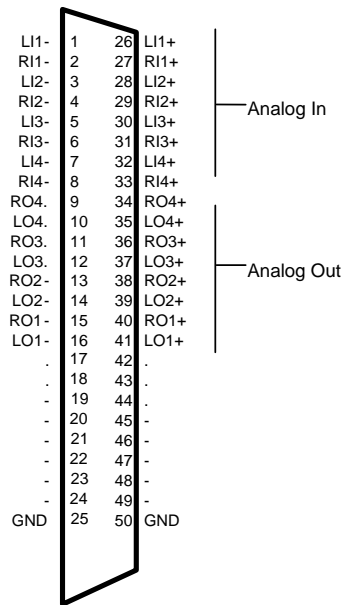 LI1- 1 26 LI1+
RI1- 2 27 RI1+
LI2- 3 28 LI2+
RI2- 4 29 RI2+
Analog In
LI3- 5 30 LI3+
RI3- 6 31 RI3+
LI4- 7 32 LI4+
RI4- 8 33 RI4+
RO4. 9 34 RO4+
LO4. 10 35 LO4+
RO3. 11 36 RO3+
LO3. 12 37 LO3+
Analog Out
RO2- 13 38 RO2+
LO2- 14 39 LO2+
RO1- 15 40 RO1+
LO1- 16 41 LO1+
. 17 42 .
. 18 43 .
- 19 44 .
- 20 45 -
- 21 46 -
- 22 47 -
- 23 48 -
- 24 49 -
GND 25 50 GND